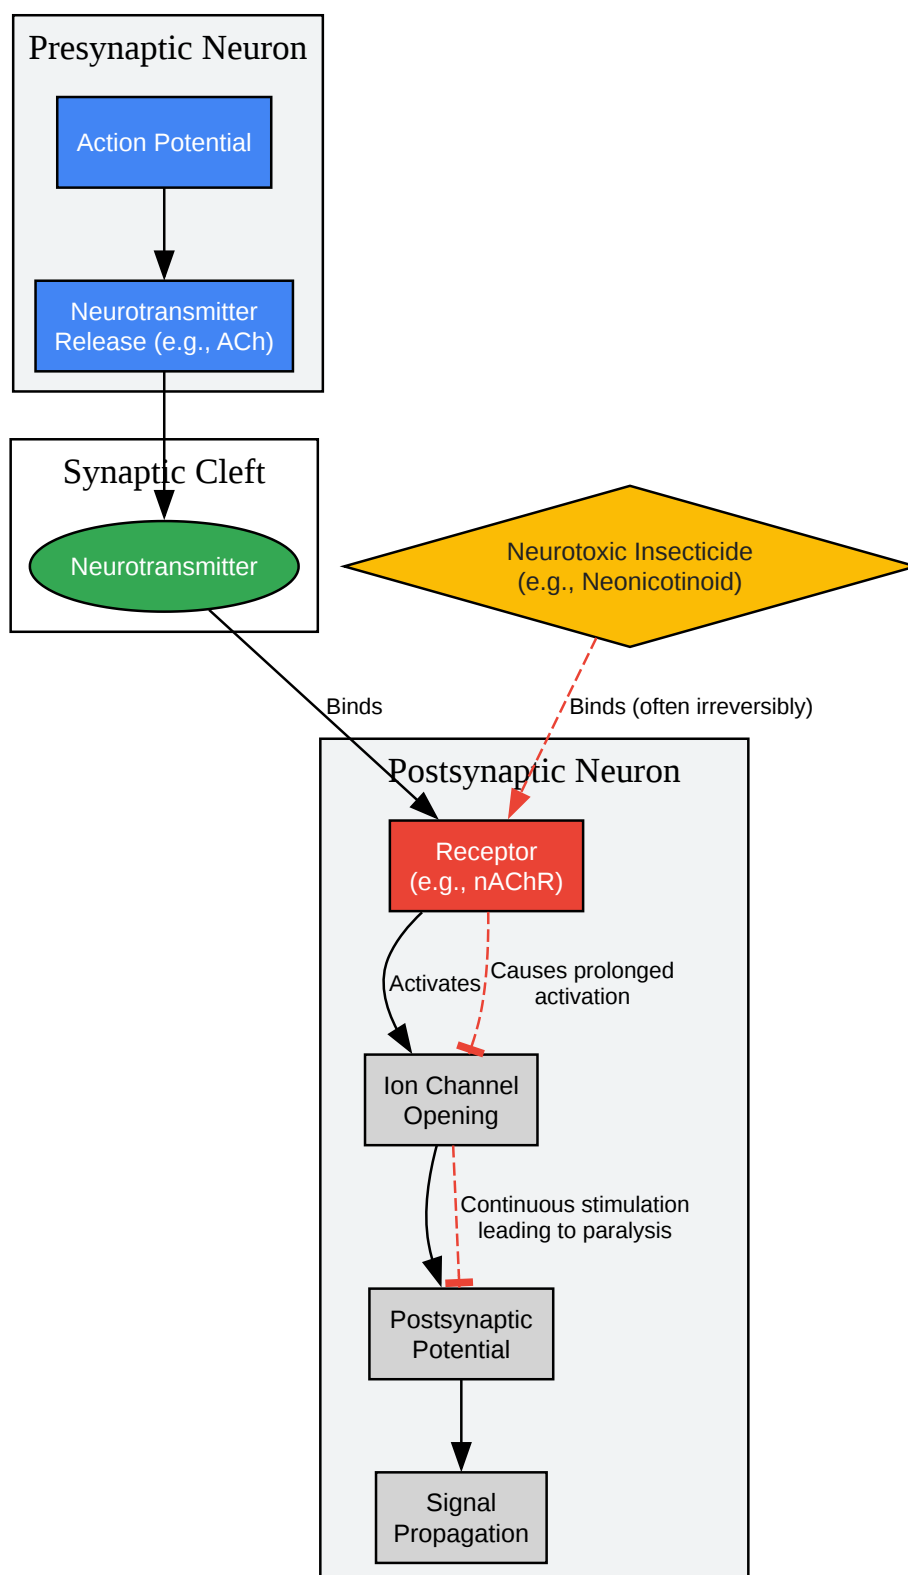 Presynaptic Neuron
Action Potential
Neurotransmitter
Release (e.g., ACh)
Synaptic Cleft
Neurotransmitter
Neurotoxic Insecticide
(e.g., Neonicotinoid)
Binds
Binds (often irreversibly)
Postsynaptic Neuron
Receptor
(e.g., nAChR)
Activates
Causes prolonged
activation
Ion Channel
Opening
Continuous stimulation
leading to paralysis
Postsynaptic
Potential
Signal
Propagation